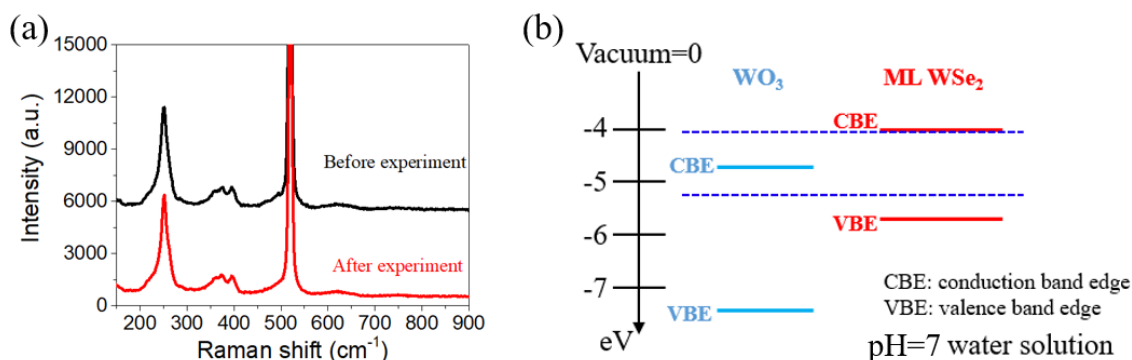 (a)
15000
12000
9000
6000
3000
0
Intensity (a.u.)
Before experiment
After experiment
200 300 400 500 600 700 800 900
Raman shift (cm⁻¹)
(b)
Vacuum=0
WO₃
ML WSe₂
-4
-5
-6
-7
eV
CBE
CBE
VBE
VBE
CBE: conduction band edge
VBE: valence band edge
pH=7 water solution